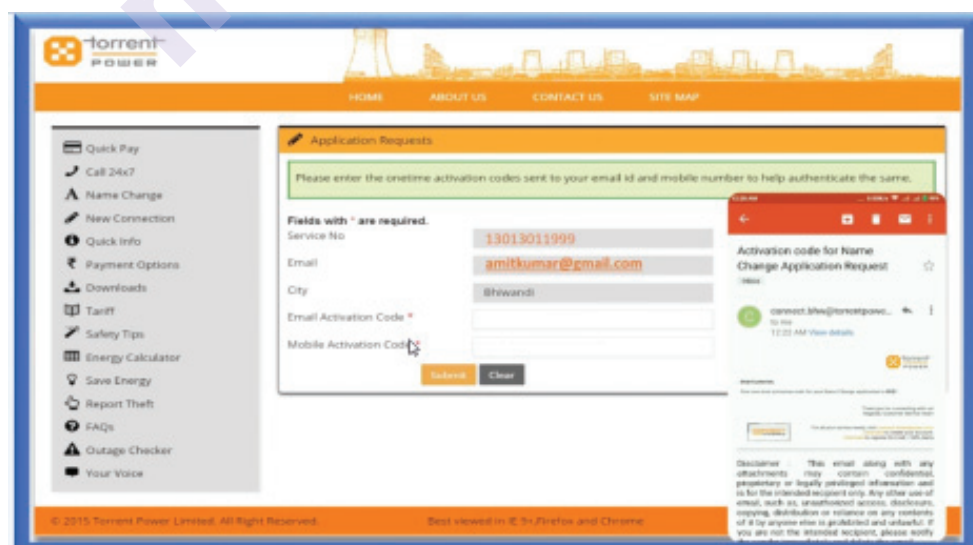 torrent
POWER
HOME ABOUT US CONTACT US SITE MAP
Quick Pay
Call 24x7
Name Change
New Connection
Quick Info
Payment Options
Downloads
Tariff
Safety Tips
Energy Calculator
Save Energy
Report Theft
FAQs
Outage Checker
Your Voice
Application Requests
Please enter the onetime activation codes sent to your email id and mobile number to help authenticate the same.
Fields with * are required.
Service No 13013011999
Email amitkumar@gmail.com
City Bhiwandi
Email Activation Code *
Mobile Activation Code *
Submit Clear
Activation code for Name
Change Application Request
Inbox
connect.bhw@torrentpowe...
to me
12:22 AM View details
torrent
POWER
Disclaimer : This email along with any
attachments may contain confidential,
proprietary or legally privileged information and
is for the intended recipient only. Any other use of
email, such as, unauthorized access, disclosure,
copying, distribution or reliance on any contents
of it by anyone else is prohibited and unlawful. If
you are not the intended recipient, please notify
© 2015 Torrent Power Limited. All Right Reserved. Best viewed in IE 9+,Firefox and Chrome